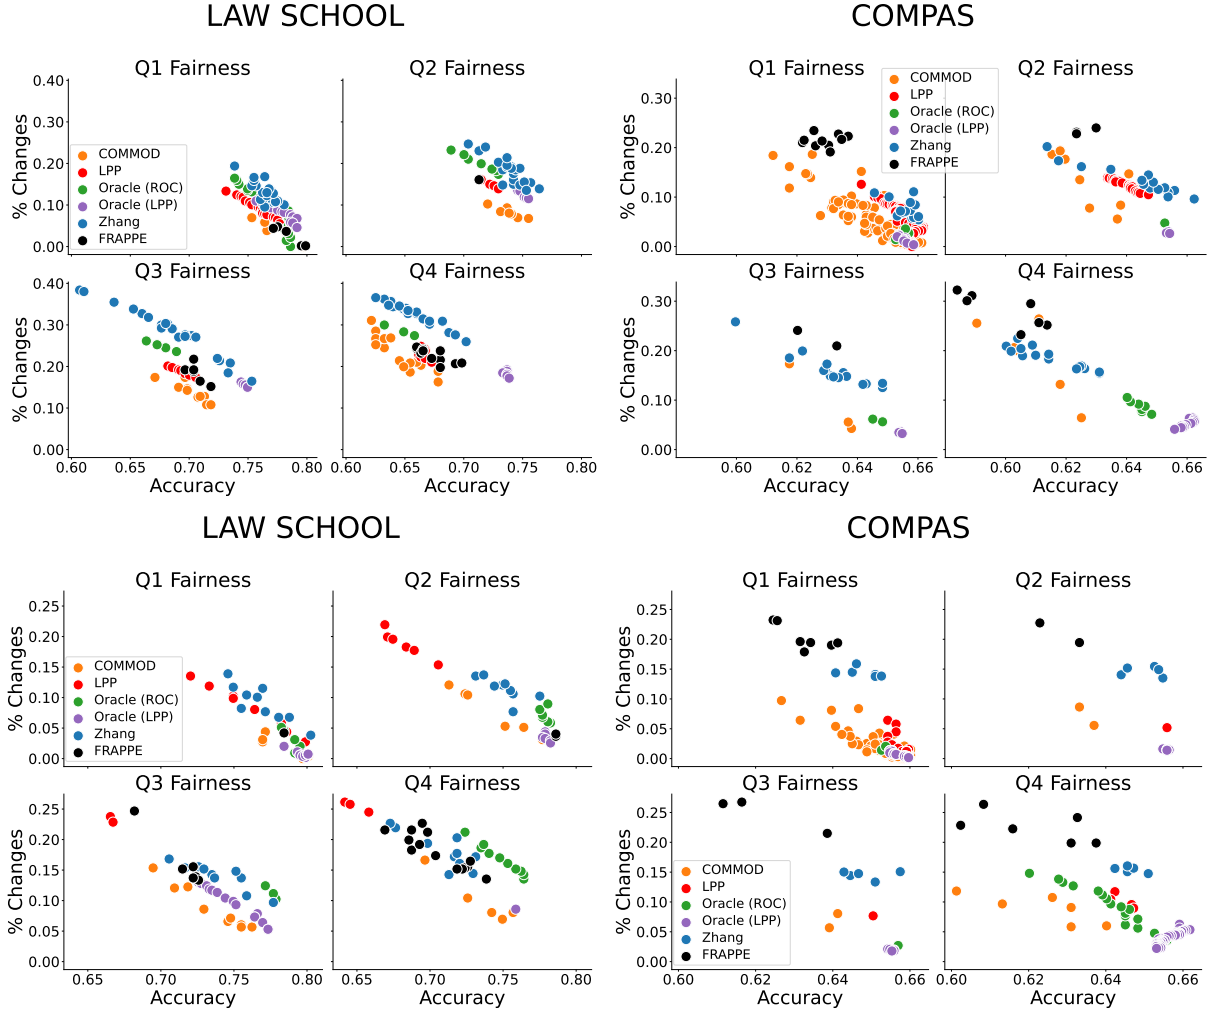 LAW SCHOOL
COMPAS
Q1 Fairness
Q2 Fairness
Q1 Fairness
Q2 Fairness
% Changes
0.40
0.30
0.20
0.10
0.00
COMMOD
LPP
Oracle (ROC)
Oracle (LPP)
Zhang
FRAPPE
% Changes
0.30
0.20
0.10
0.00
COMMOD
LPP
Oracle (ROC)
Oracle (LPP)
Zhang
FRAPPE
Q3 Fairness
Q4 Fairness
Q3 Fairness
Q4 Fairness
% Changes
0.40
0.30
0.20
0.10
0.00
0.60 0.70 0.80
Accuracy
0.60 0.70 0.80
Accuracy
% Changes
0.30
0.20
0.10
0.00
0.60 0.62 0.64 0.66
Accuracy
0.60 0.62 0.64 0.66
Accuracy
LAW SCHOOL
COMPAS
Q1 Fairness
Q2 Fairness
Q1 Fairness
Q2 Fairness
% Changes
0.25
0.20
0.15
0.10
0.05
0.00
COMMOD
LPP
Oracle (ROC)
Oracle (LPP)
Zhang
FRAPPE
% Changes
0.25
0.20
0.15
0.10
0.05
0.00
Q3 Fairness
Q4 Fairness
Q3 Fairness
Q4 Fairness
% Changes
0.25
0.20
0.15
0.10
0.05
0.00
0.65 0.70 0.75 0.80
Accuracy
0.65 0.70 0.75 0.80
Accuracy
% Changes
0.25
0.20
0.15
0.10
0.05
0.00
COMMOD
LPP
Oracle (ROC)
Oracle (LPP)
Zhang
FRAPPE
0.60 0.62 0.64 0.66
Accuracy
0.60 0.62 0.64 0.66
Accuracy